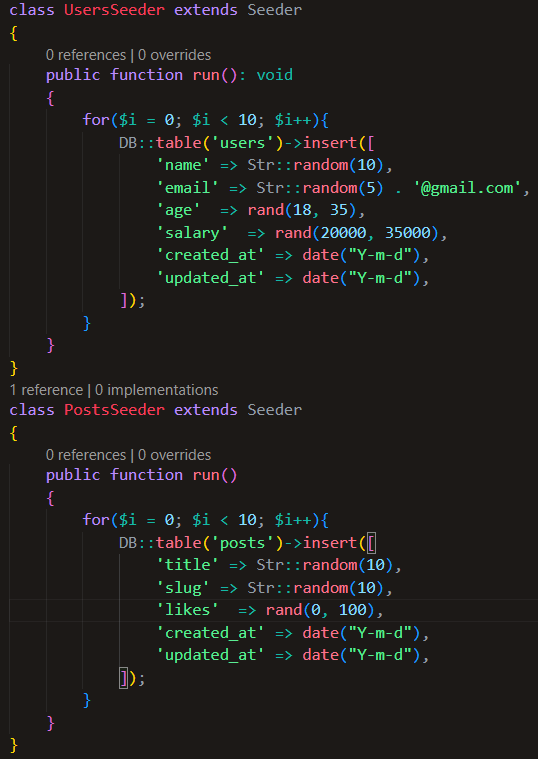 class UsersSeeder extends Seeder
{
0 references | 0 overrides
public function run(): void
{
for($i = 0; $i < 10; $i++){
DB::table('users')->insert([
'name' => Str::random(10),
'email' => Str::random(5) . '@gmail.com',
'age'  => rand(18, 35),
'salary'  => rand(20000, 35000),
'created_at' => date("Y-m-d"),
'updated_at' => date("Y-m-d"),
]);
}
}
}
1 reference | 0 implementations
class PostsSeeder extends Seeder
{
0 references | 0 overrides
public function run()
{
for($i = 0; $i < 10; $i++){
DB::table('posts')->insert([
'title' => Str::random(10),
'slug' => Str::random(10),
'likes'  => rand(0, 100),
'created_at' => date("Y-m-d"),
'updated_at' => date("Y-m-d"),
]);
}
}
}